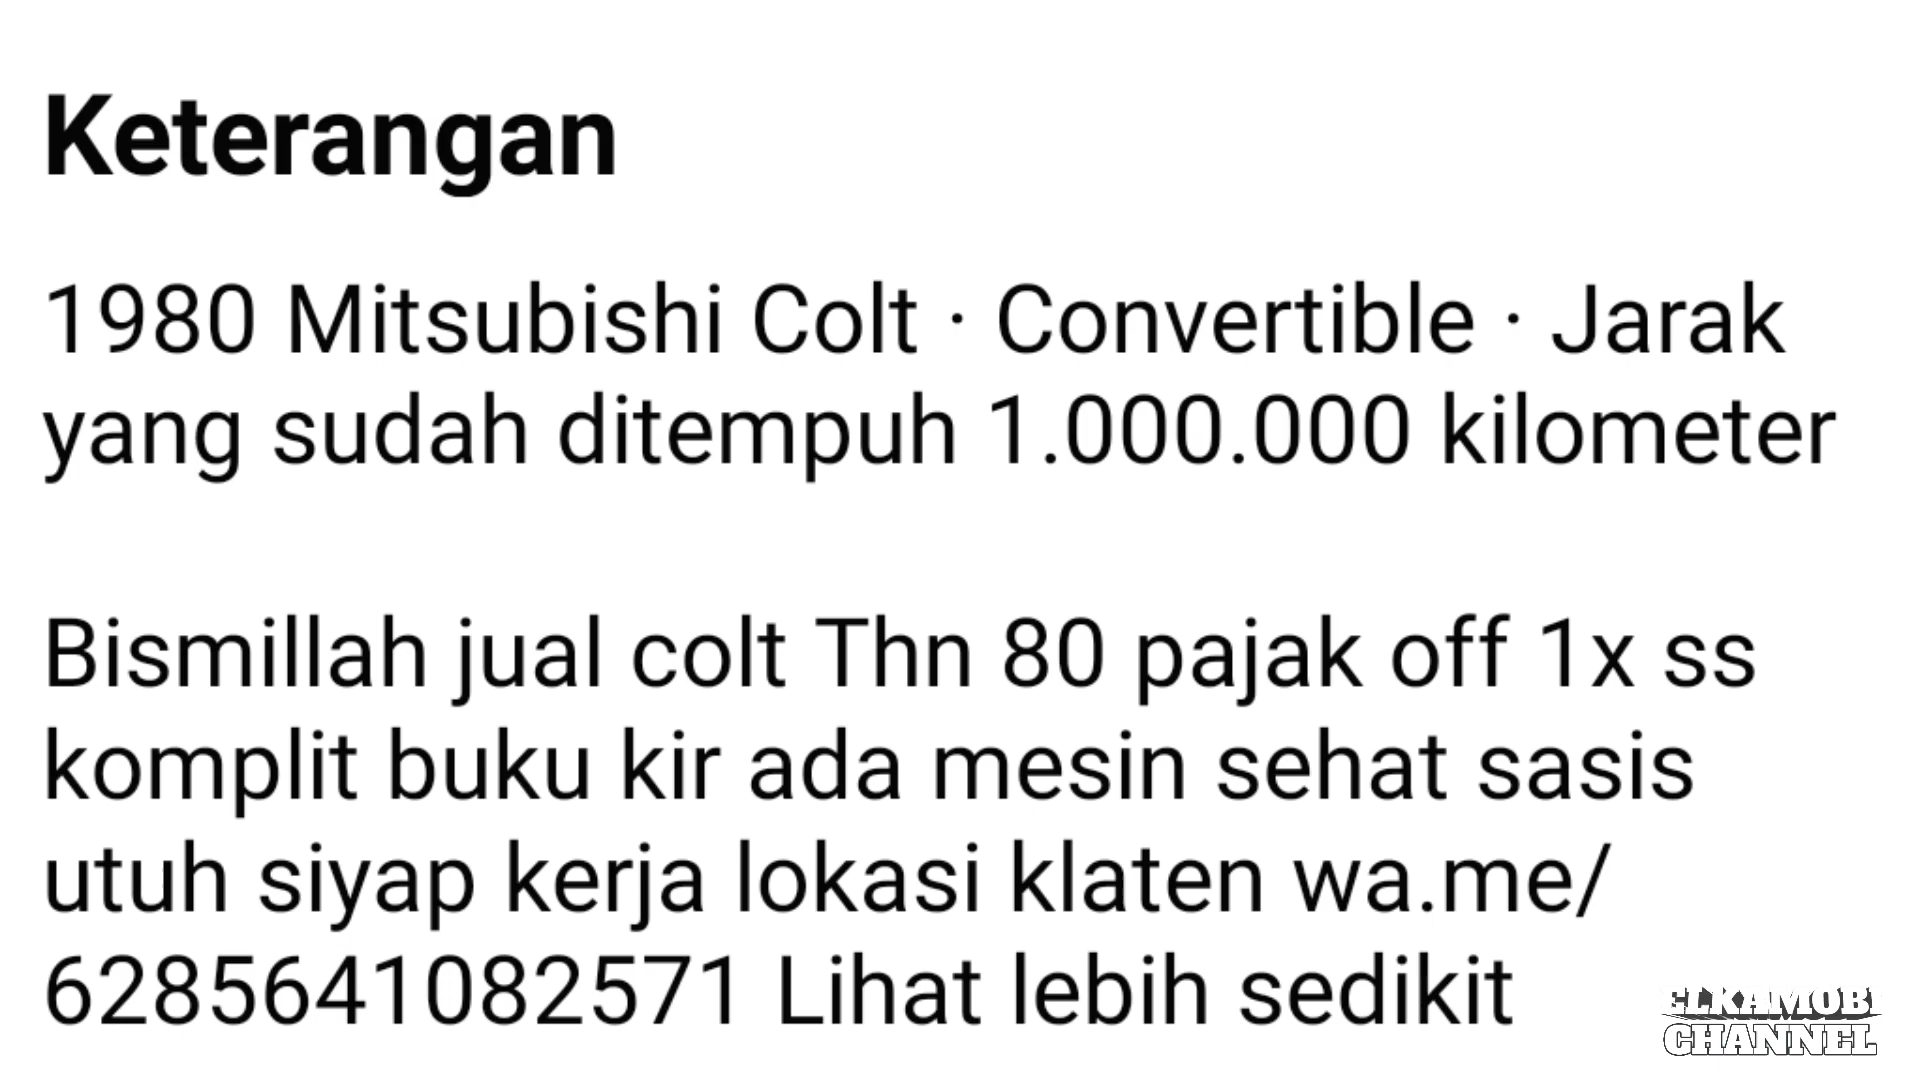 Keterangan
1980 Mitsubishi Colt · Convertible · Jarak
yang sudah ditempuh 1.000.000 kilometer
Bismillah jual colt Thn 80 pajak off 1x ss
komplit buku kir ada mesin sehat sasis
utuh siyap kerja lokasi klaten wa.me/
6285641082571 Lihat lebih sedikit
ELKAMOBI
CHANNEL